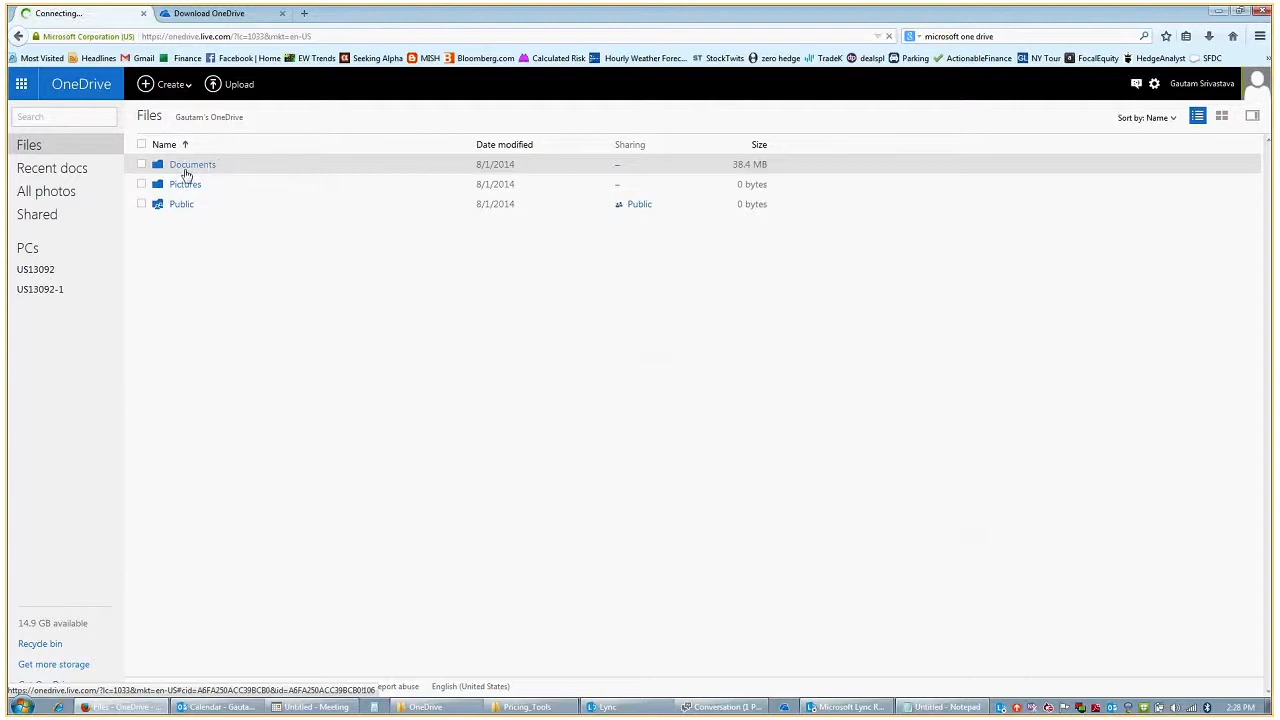 Connecting...
Download OneDrive
Microsoft Corporation (US)
https://onedrive.live.com/?lc=1033&mkt=en-US
microsoft one drive
Most Visited
Headlines
Gmail
Finance
Facebook | Home
EW Trends
Seeking Alpha
MISH
Bloomberg.com
Calculated Risk
Hourly Weather Forec...
StockTwits
zero hedge
TradeK
dealspl
Parking
ActionableFinance
NY Tour
FocalEquity
HedgeAnalyst
SFDC
OneDrive
Create
Upload
Gautam Srivastava
Search
Files
Gautam's OneDrive
Sort by: Name
Files
Recent docs
All photos
Shared
PCs
US13092
US13092-1
Name
Date modified
Sharing
Size
Documents
8/1/2014
–
38.4 MB
Pictures
8/1/2014
–
0 bytes
Public
8/1/2014
Public
0 bytes
14.9 GB available
Recycle bin
Get more storage
https://onedrive.live.com/?lc=1033&mkt=en-US#cid=A6FA250ACC39BCB0&id=A6FA250ACC39BCB0!106
eport abuse
English (United States)
Files - OneDrive - ...
Calendar - Gauta...
Untitled - Meeting
OneDrive
Pricing_Tools
Lync
Conversation (1 P...
Microsoft Lync R...
Untitled - Notepad
2:28 PM